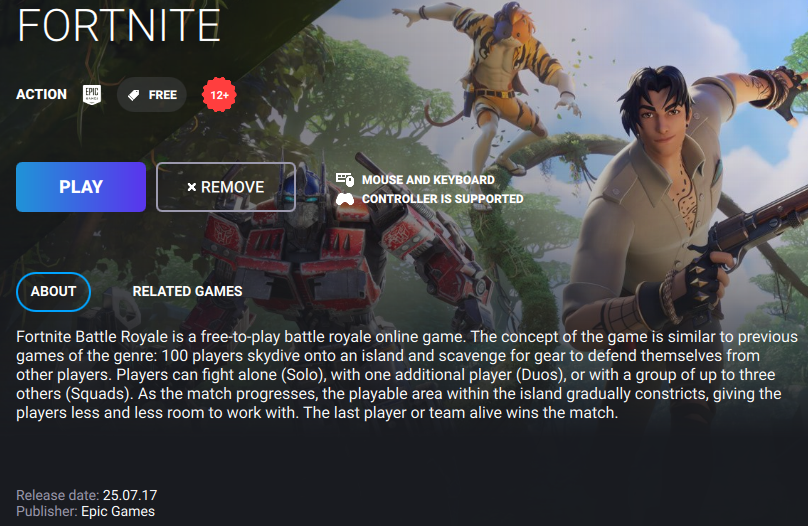 FORTNITE
ACTION EPIC GAMES FREE 12+
PLAY × REMOVE
MOUSE AND KEYBOARD
CONTROLLER IS SUPPORTED
ABOUT RELATED GAMES
Fortnite Battle Royale is a free-to-play battle royale online game. The concept of the game is similar to previous
games of the genre: 100 players skydive onto an island and scavenge for gear to defend themselves from
other players. Players can fight alone (Solo), with one additional player (Duos), or with a group of up to three
others (Squads). As the match progresses, the playable area within the island gradually constricts, giving the
players less and less room to work with. The last player or team alive wins the match.
Release date: 25.07.17
Publisher: Epic Games